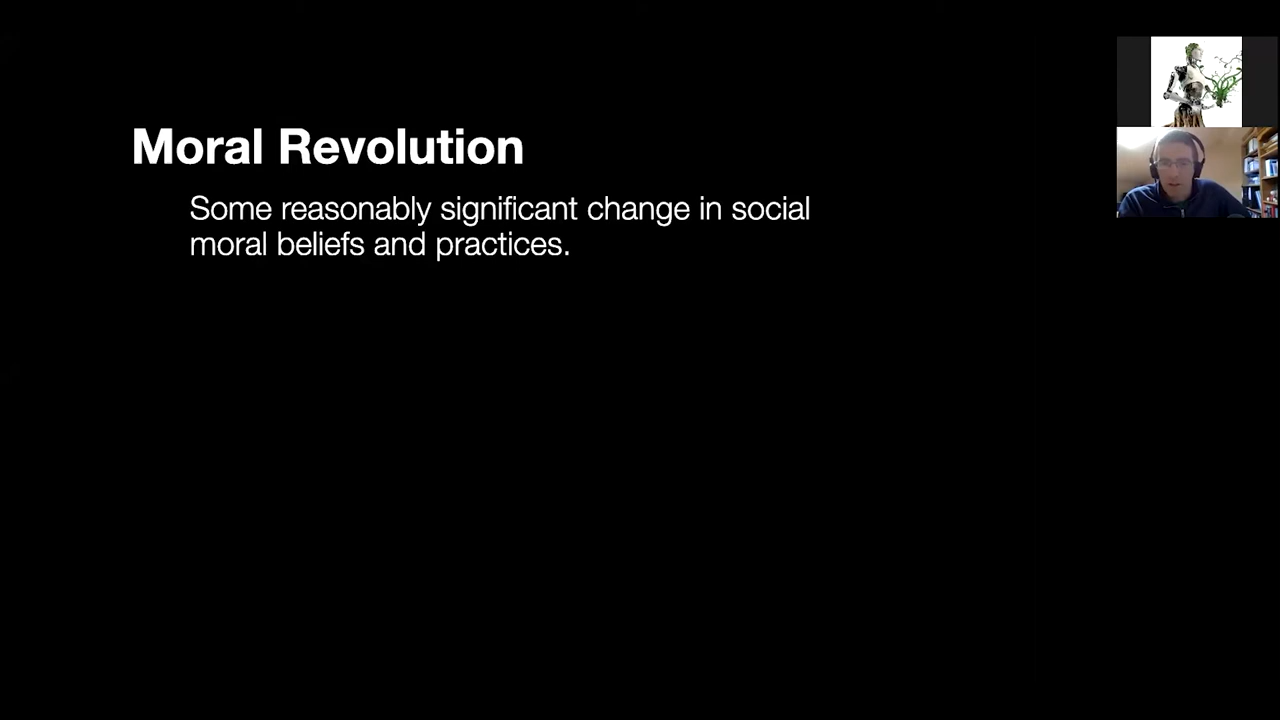 Moral Revolution
Some reasonably significant change in social
moral beliefs and practices.